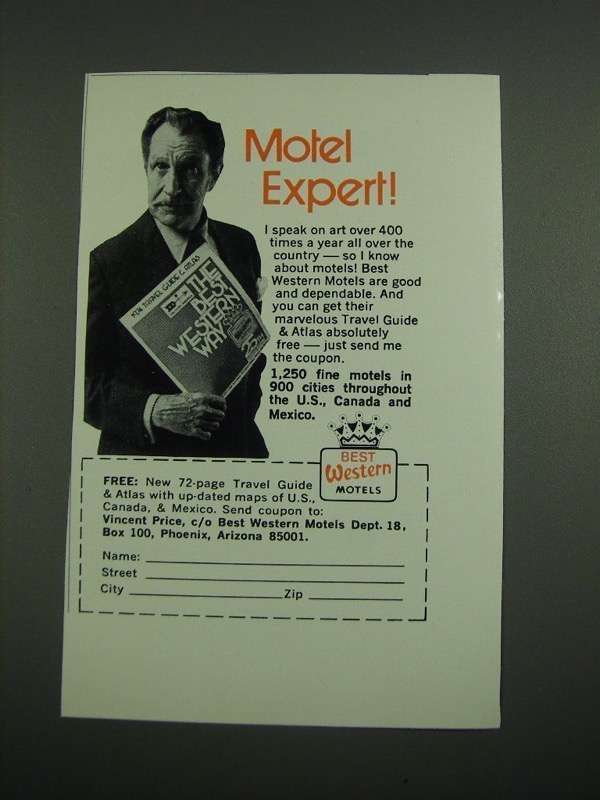 Motel
Expert!
I speak on art over 400
times a year all over the
country — so I know
about motels! Best
Western Motels are good
and dependable. And
you can get their
marvelous Travel Guide
& Atlas absolutely
free — just send me
the coupon.
1,250 fine motels in
900 cities throughout
the U.S., Canada and
Mexico.
TRAVEL GUIDE & ATLAS
THE
BEST
WESTERN
WAY
BEST
Western
MOTELS
FREE: New 72-page Travel Guide
& Atlas with up-dated maps of U.S.,
Canada, & Mexico. Send coupon to:
Vincent Price, c/o Best Western Motels Dept. 18,
Box 100, Phoenix, Arizona 85001.
Name:
Street
City Zip